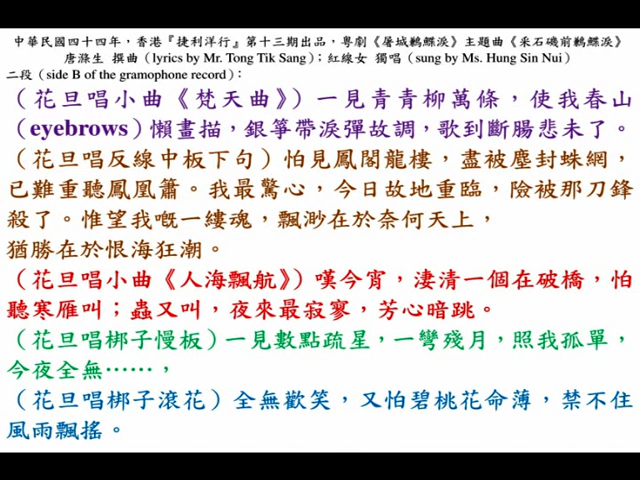 中華民國四十四年，香港『捷利洋行』第十三期出品，粵劇《屠城鶼鰈淚》主題曲《采石磯前鶼鰈淚》
唐滌生 撰曲（lyrics by Mr. Tong Tik Sang）；紅線女 獨唱（sung by Ms. Hung Sin Nui）
二段（side B of the gramophone record）：
（花旦唱小曲《梵天曲》）一見青青柳萬條，使我春山
（eyebrows）懶畫描，銀箏帶淚彈故調，歌到斷腸悲未了。
（花旦唱反線中板下句）怕見鳳閣龍樓，盡被塵封蛛網，
已難重聽鳳凰簫。我最驚心，今日故地重臨，險被那刀鋒
殺了。惟望我嘅一縷魂，飄渺在於奈何天上，
猶勝在於恨海狂潮。
（花旦唱小曲《人海飄航》）嘆今宵，淒清一個在破橋，怕
聽寒雁叫；蟲又叫，夜來最寂寥，芳心暗跳。
（花旦唱梆子慢板）一見數點疏星，一彎殘月，照我孤單，
今夜全無⋯⋯，
（花旦唱梆子滾花）全無歡笑，又怕碧桃花命薄，禁不住
風雨飄搖。